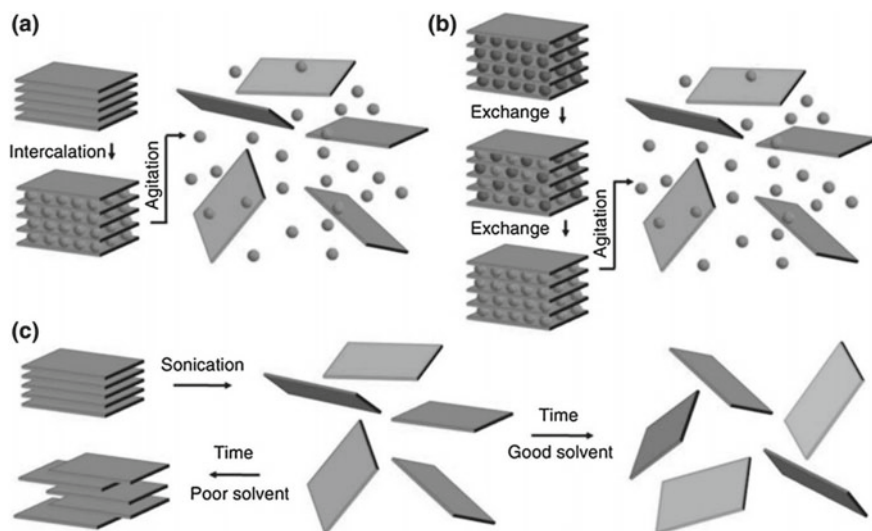 (a)
Intercalation
Agitation
(b)
Exchange
Exchange
Agitation
(c)
Sonication
Time
Poor solvent
Time
Good solvent